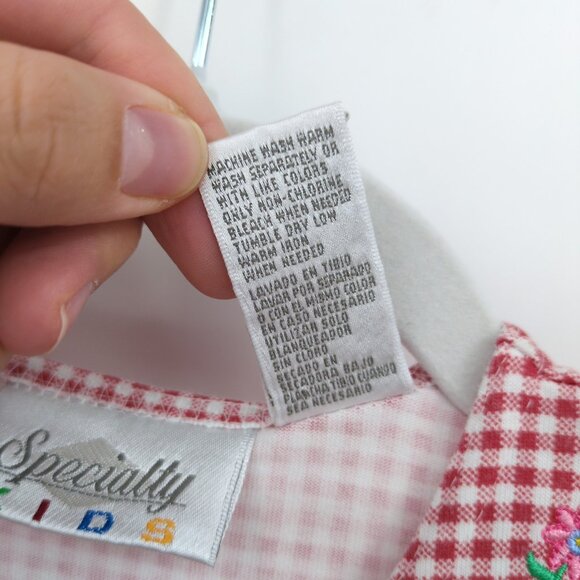 MACHINE WASH WARM
WASH SEPARATELY OR
WITH LIKE COLORS
ONLY NON-CHLORINE
BLEACH WHEN NEEDED
TUMBLE DRY LOW
WARM IRON
WHEN NEEDED
LAVADO EN TIBIO
LAVAR POR SEPARADO
O CON EL MISMO COLOR
EN CASO NECESARIO
UTILIZAR SOLO
BLANQUEADOR
SIN CLORO
SECADO EN
SECADORA BAJO
PLANCHA TIBIO CUANDO
SEA NECESARIO
Specialty
KIDS